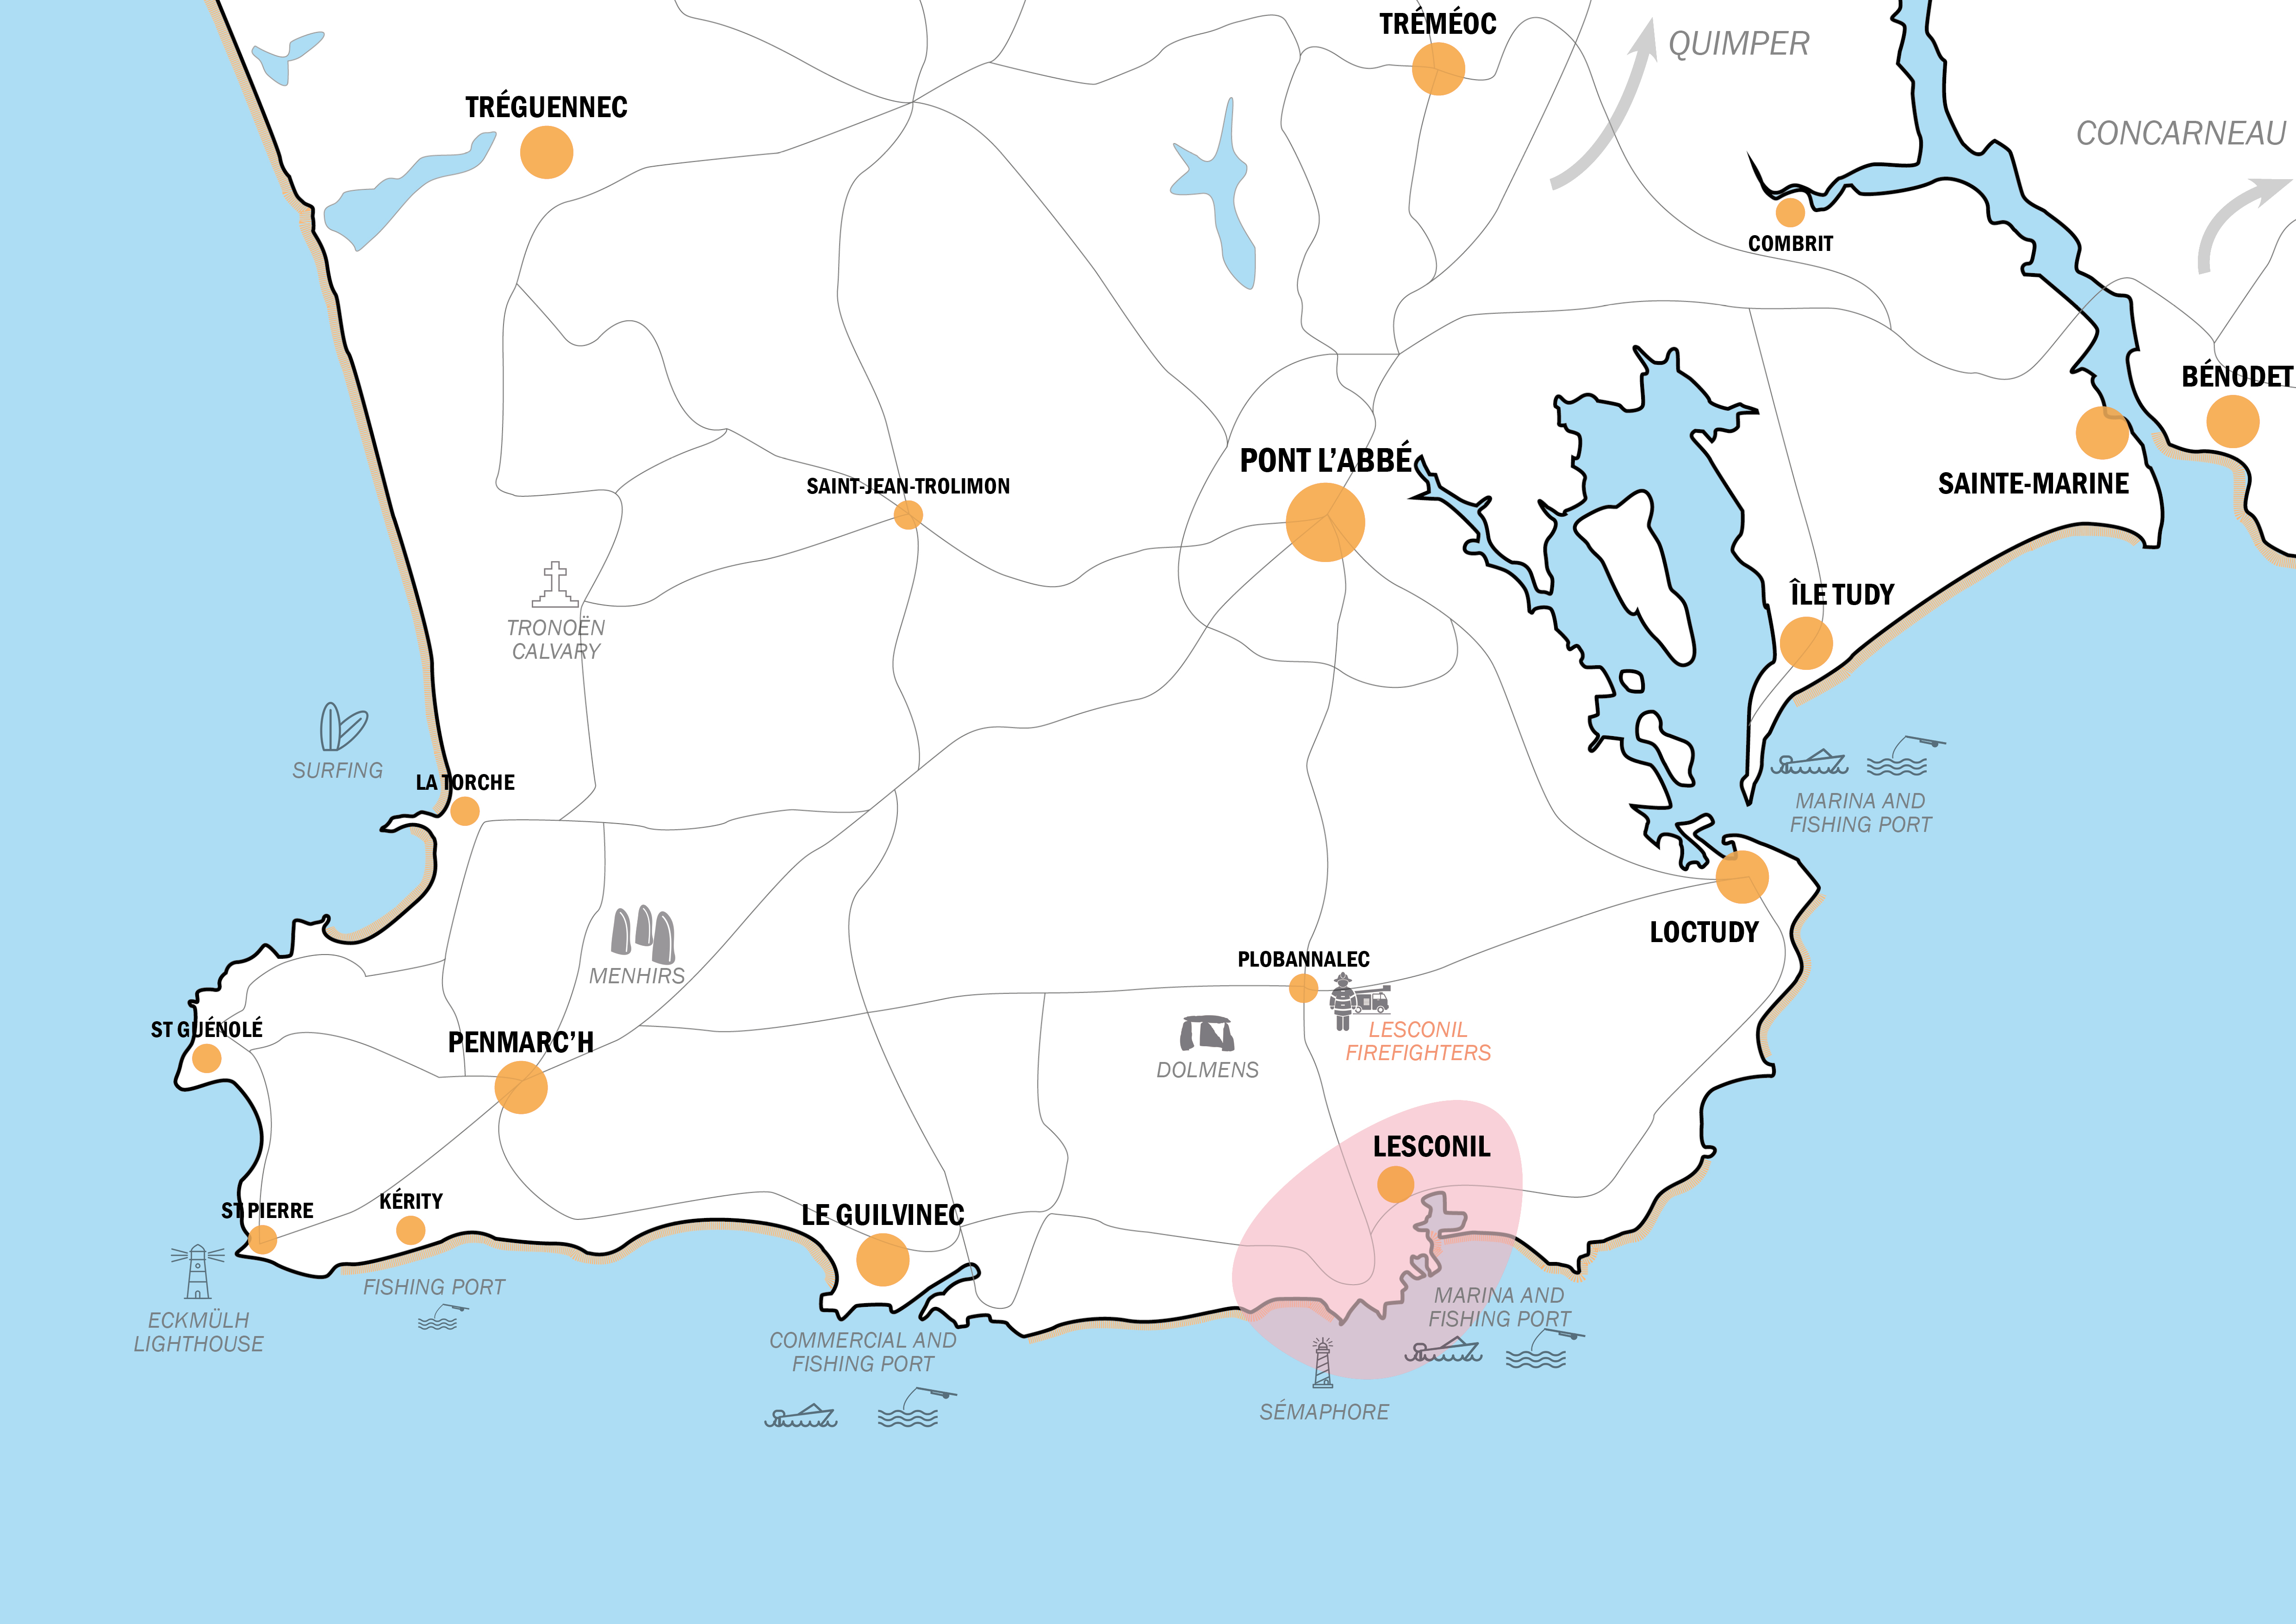 TRÉMÉOC
QUIMPER
TRÉGUENNEC
CONCARNEAU
COMBRIT
BÉNODET
PONT L'ABBÉ
SAINT-JEAN-TROLIMON
SAINTE-MARINE
ÎLE TUDY
TRONOËN
CALVARY
SURFING
LA TORCHE
MARINA AND
FISHING PORT
LOCTUDY
MENHIRS
PLOBANNALEC
ST GUÉNOLÉ
PENMARC'H
LESCONIL
FIREFIGHTERS
DOLMENS
LESCONIL
ST PIERRE
KÉRITY
LE GUILVINEC
FISHING PORT
MARINA AND
FISHING PORT
ECKMÜLH
LIGHTHOUSE
COMMERCIAL AND
FISHING PORT
SÉMAPHORE